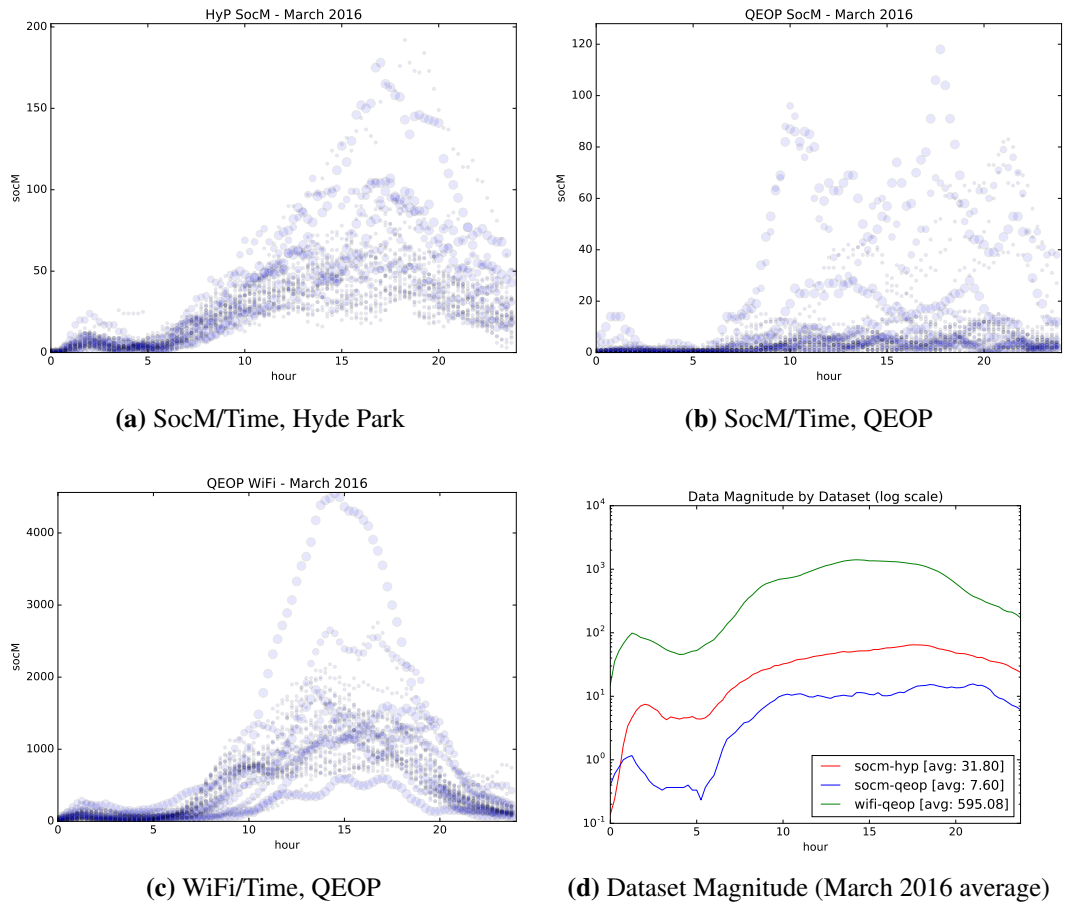 HyP SocM - March 2016
200
150
100
50
0
socM
0 5 10 15 20
hour
(a) SocM/Time, Hyde Park
QEOP SocM - March 2016
120
100
80
60
40
20
0
socM
0 5 10 15 20
hour
(b) SocM/Time, QEOP
QEOP WiFi - March 2016
4000
3000
2000
1000
0
socM
0 5 10 15 20
hour
(c) WiFi/Time, QEOP
Data Magnitude by Dataset (log scale)
10^4
10^3
10^2
10^1
10^0
10^-1
socm-hyp [avg: 31.80]
socm-qeop [avg: 7.60]
wifi-qeop [avg: 595.08]
0 5 10 15 20
hour
(d) Dataset Magnitude (March 2016 average)